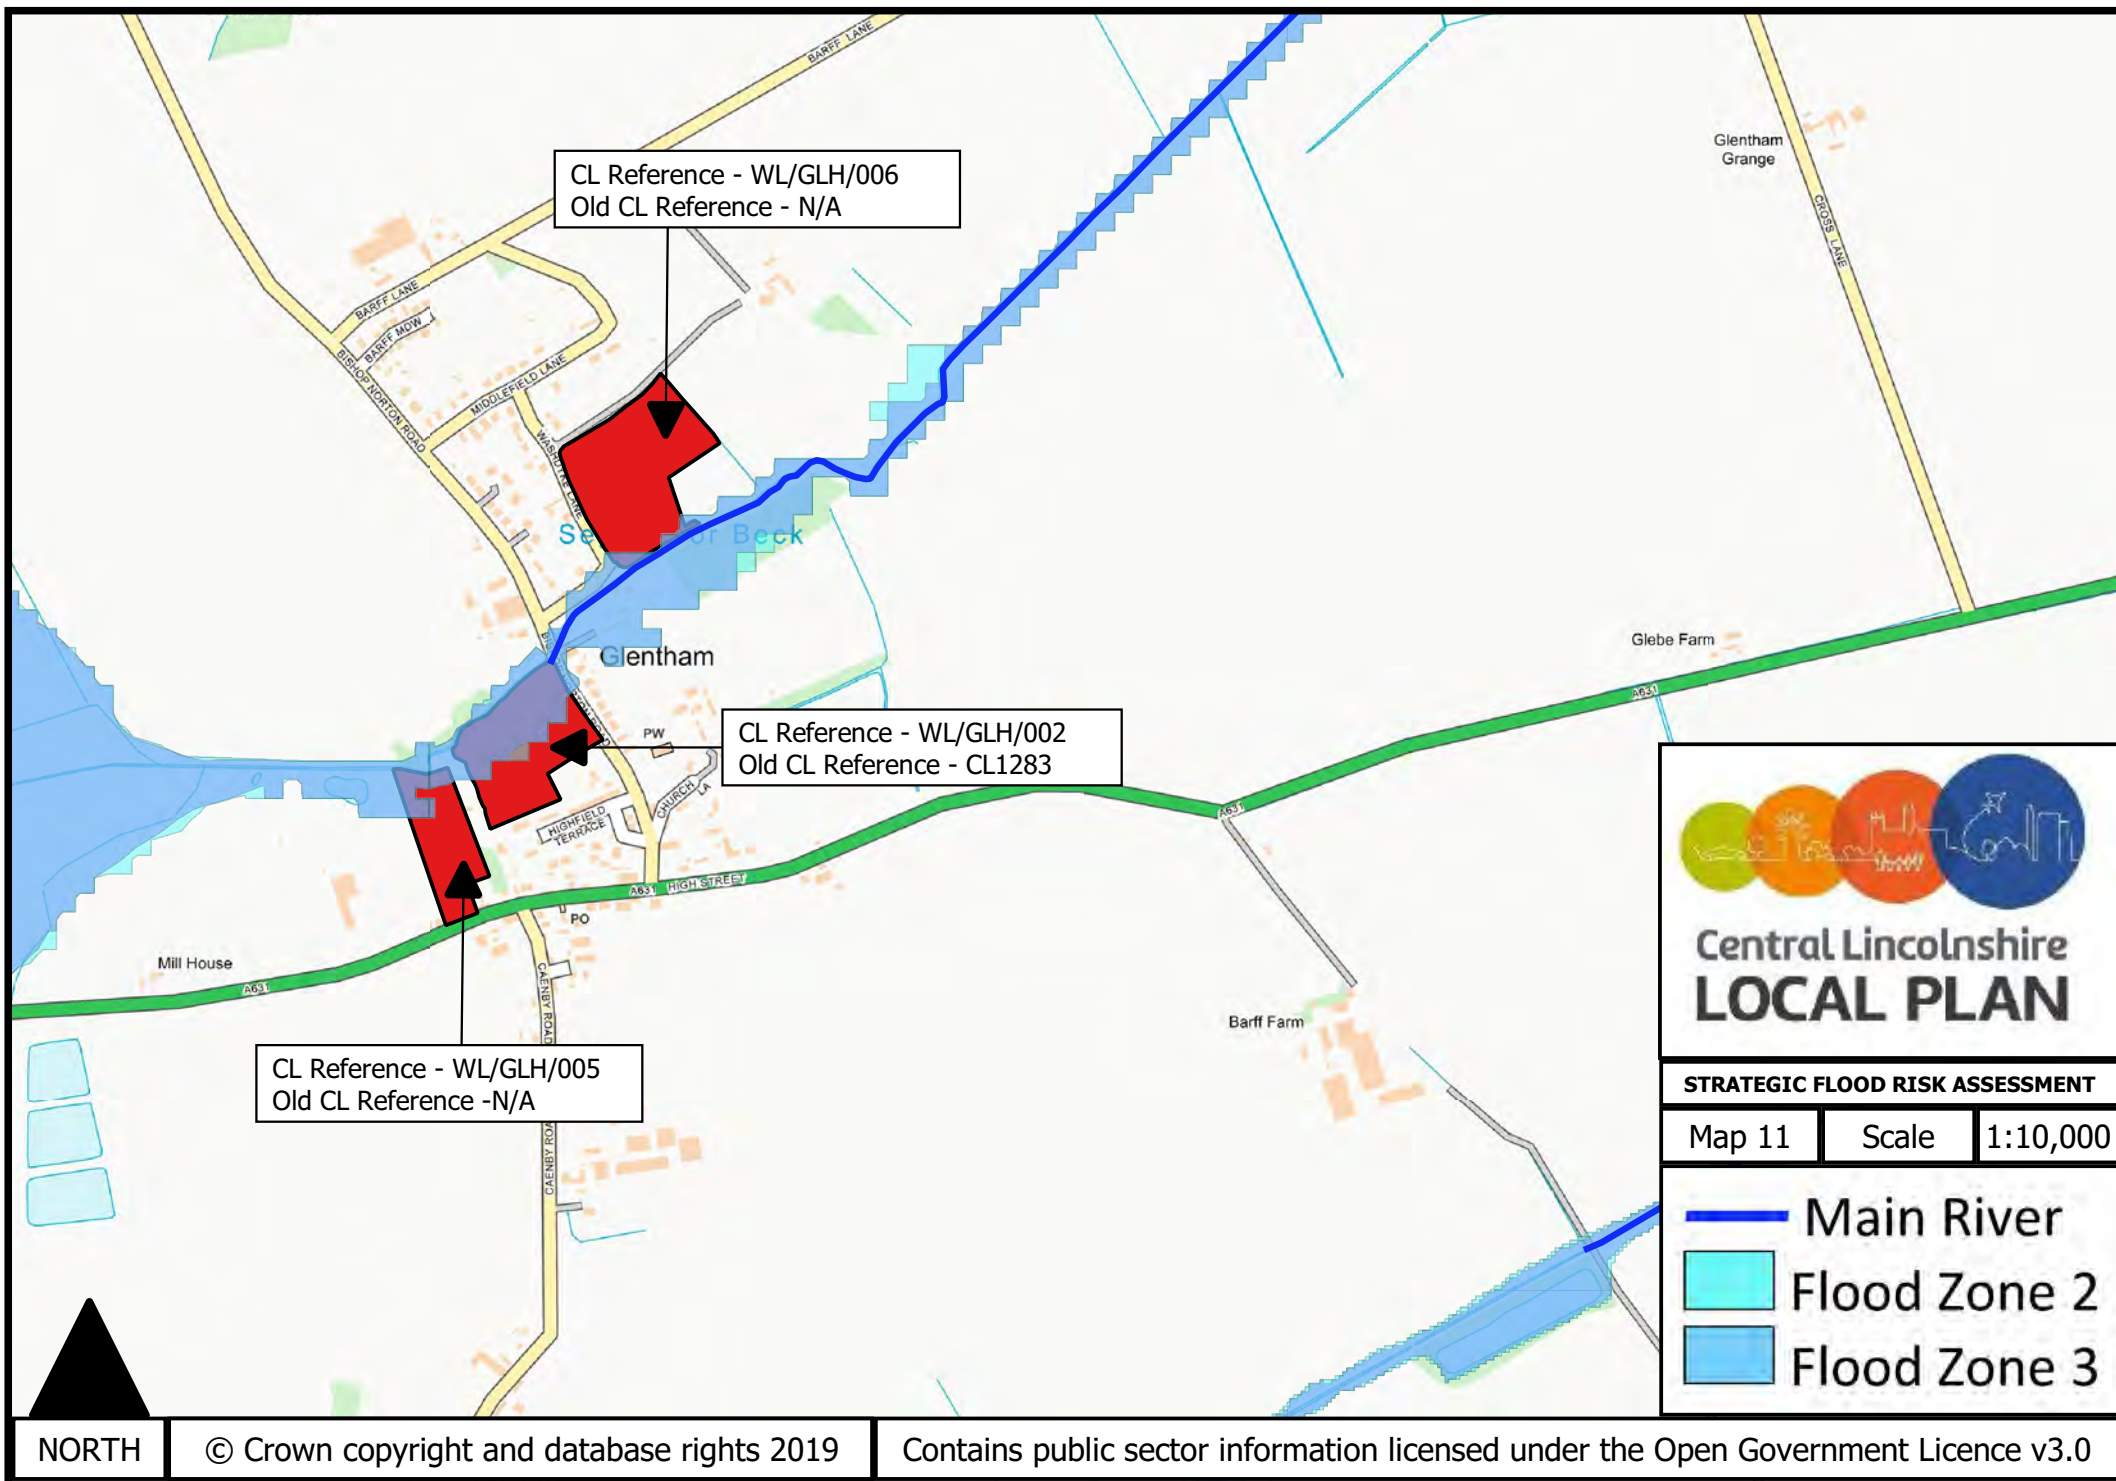 BARFF LANE
Glentham
Grange
CROSS LANE
CL Reference - WL/GLH/006
Old CL Reference - N/A
BARFF LANE
BARFF MDW
BISHOP NORTON ROAD
MIDDLEFIELD LANE
WASHDYKE LANE
Beck
Glentham
Glebe Farm
A631
PW
CL Reference - WL/GLH/002
Old CL Reference - CL1283
CHURCH LA
HIGHFIELD
TERRACE
A631
A631 HIGH STREET
PO
Mill House
A631
CAENBY ROAD
Barff Farm
CL Reference - WL/GLH/005
Old CL Reference -N/A
CAENBY ROAD
Central Lincolnshire
LOCAL PLAN
STRATEGIC FLOOD RISK ASSESSMENT
Map 11 Scale 1:10,000
Main River
Flood Zone 2
Flood Zone 3
NORTH
© Crown copyright and database rights 2019
Contains public sector information licensed under the Open Government Licence v3.0